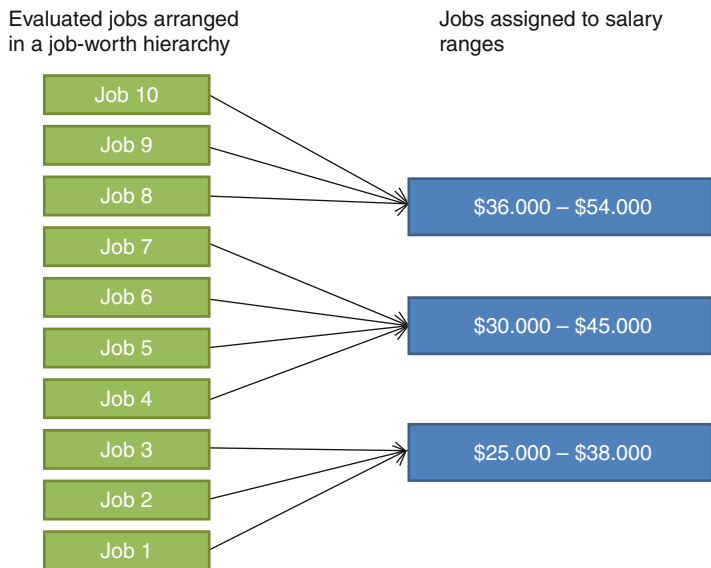 Evaluated jobs arranged
in a job-worth hierarchy
Jobs assigned to salary
ranges
Job 10
Job 9
Job 8
Job 7
Job 6
Job 5
Job 4
Job 3
Job 2
Job 1
$36.000 – $54.000
$30.000 – $45.000
$25.000 – $38.000